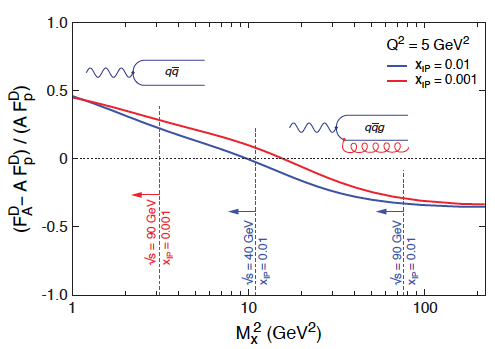 1.0
0.5
0
-0.5
-1.0
(F_A^D − A F_p^D) / (A F_p^D)
qq̄
Q² = 5 GeV²
x_IP = 0.01
x_IP = 0.001
qq̄g
√s = 90 GeV
x_IP = 0.001
√s = 40 GeV
x_IP = 0.01
√s = 90 GeV
x_IP = 0.01
1
10
100
M_x² (GeV²)